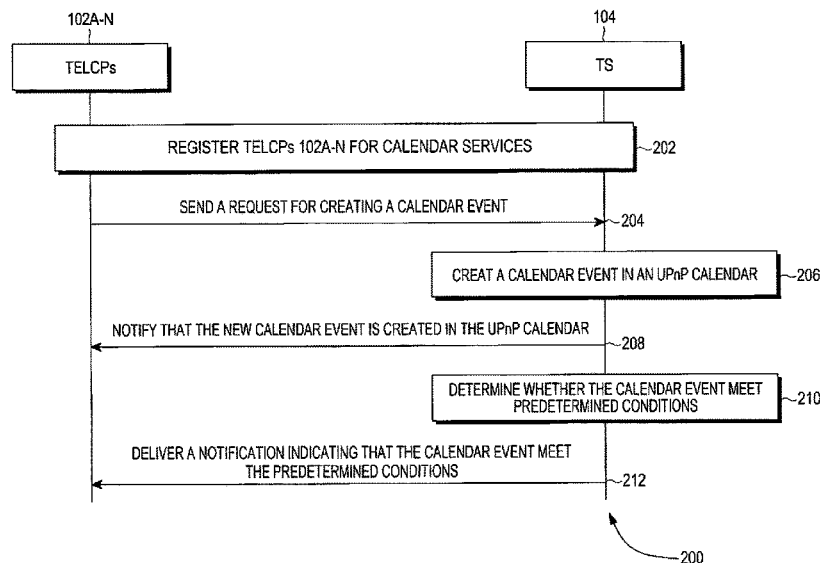 102A-N
104
TELCPs
TS
REGISTER TELCPs 102A-N FOR CALENDAR SERVICES
202
SEND A REQUEST FOR CREATING A CALENDAR EVENT
204
CREAT A CALENDAR EVENT IN AN UPnP CALENDAR
206
NOTIFY THAT THE NEW CALENDAR EVENT IS CREATED IN THE UPnP CALENDAR
208
DETERMINE WHETHER THE CALENDAR EVENT MEET
PREDETERMINED CONDITIONS
210
DELIVER A NOTIFICATION INDICATING THAT THE CALENDAR EVENT MEET
THE PREDETERMINED CONDITIONS
212
200